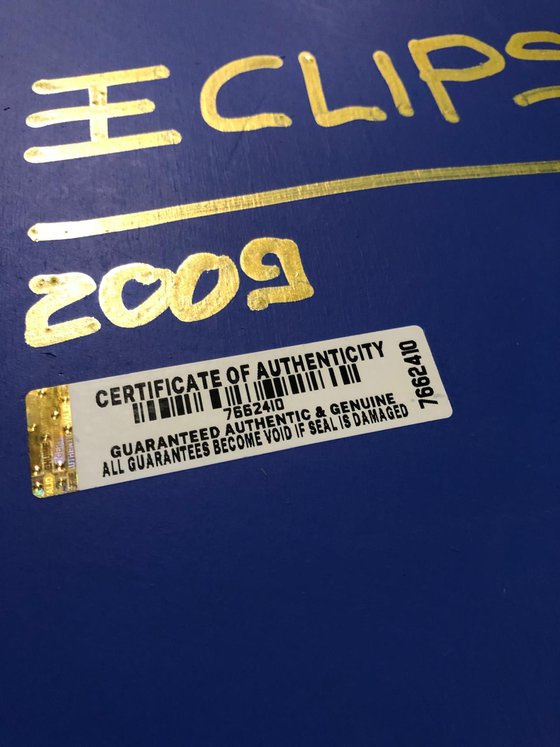 ECLIPS
2009
CERTIFICATE OF AUTHENTICITY
7662410
GUARANTEED AUTHENTIC & GENUINE
ALL GUARANTEES BECOME VOID IF SEAL IS DAMAGED
7662410